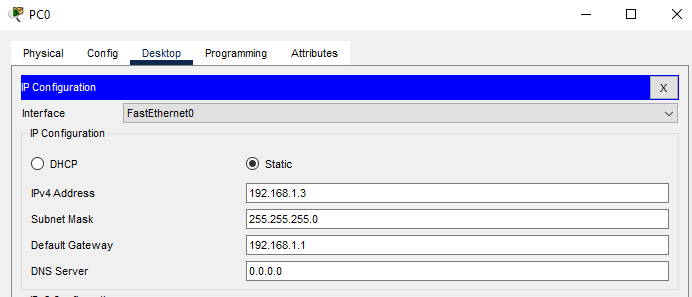 PC0
Physical Config Desktop Programming Attributes
IP Configuration X
Interface FastEthernet0
IP Configuration
DHCP Static
IPv4 Address 192.168.1.3
Subnet Mask 255.255.255.0
Default Gateway 192.168.1.1
DNS Server 0.0.0.0